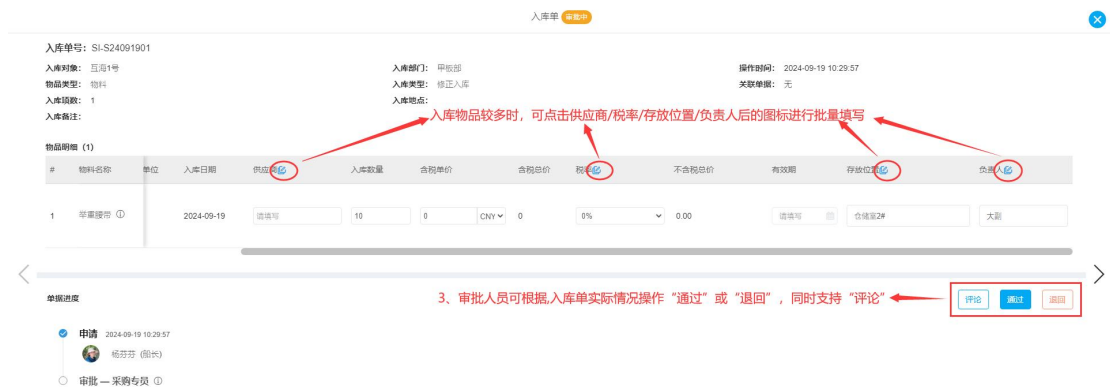 入库单 审批中
入库单号: SI-S24091901
入库对象: 互海1号 入库部门: 甲板部 操作时间: 2024-09-19 10:29:57
物品类型: 物料 入库类型: 修正入库 关联单据: 无
入库项数: 1 入库地点:
入库备注:
入库物品较多时，可点击供应商/税率/存放位置/负责人后的图标进行批量填写
物品明细 (1)
# 物料名称 单位 入库日期 供应商 入库数量 含税单价 含税总价 税率 不含税总价 有效期 存放位置 负责人
1 举重腰带 2024-09-19 请填写 10 0 CNY 0 0% 0.00 请填写 仓储室2# 大副
单据进度
3、审批人员可根据,入库单实际情况操作“通过”或“退回”，同时支持“评论”
评论 通过 退回
申请 2024-09-19 10:29:57
杨芬芬 (船长)
审批 — 采购专员